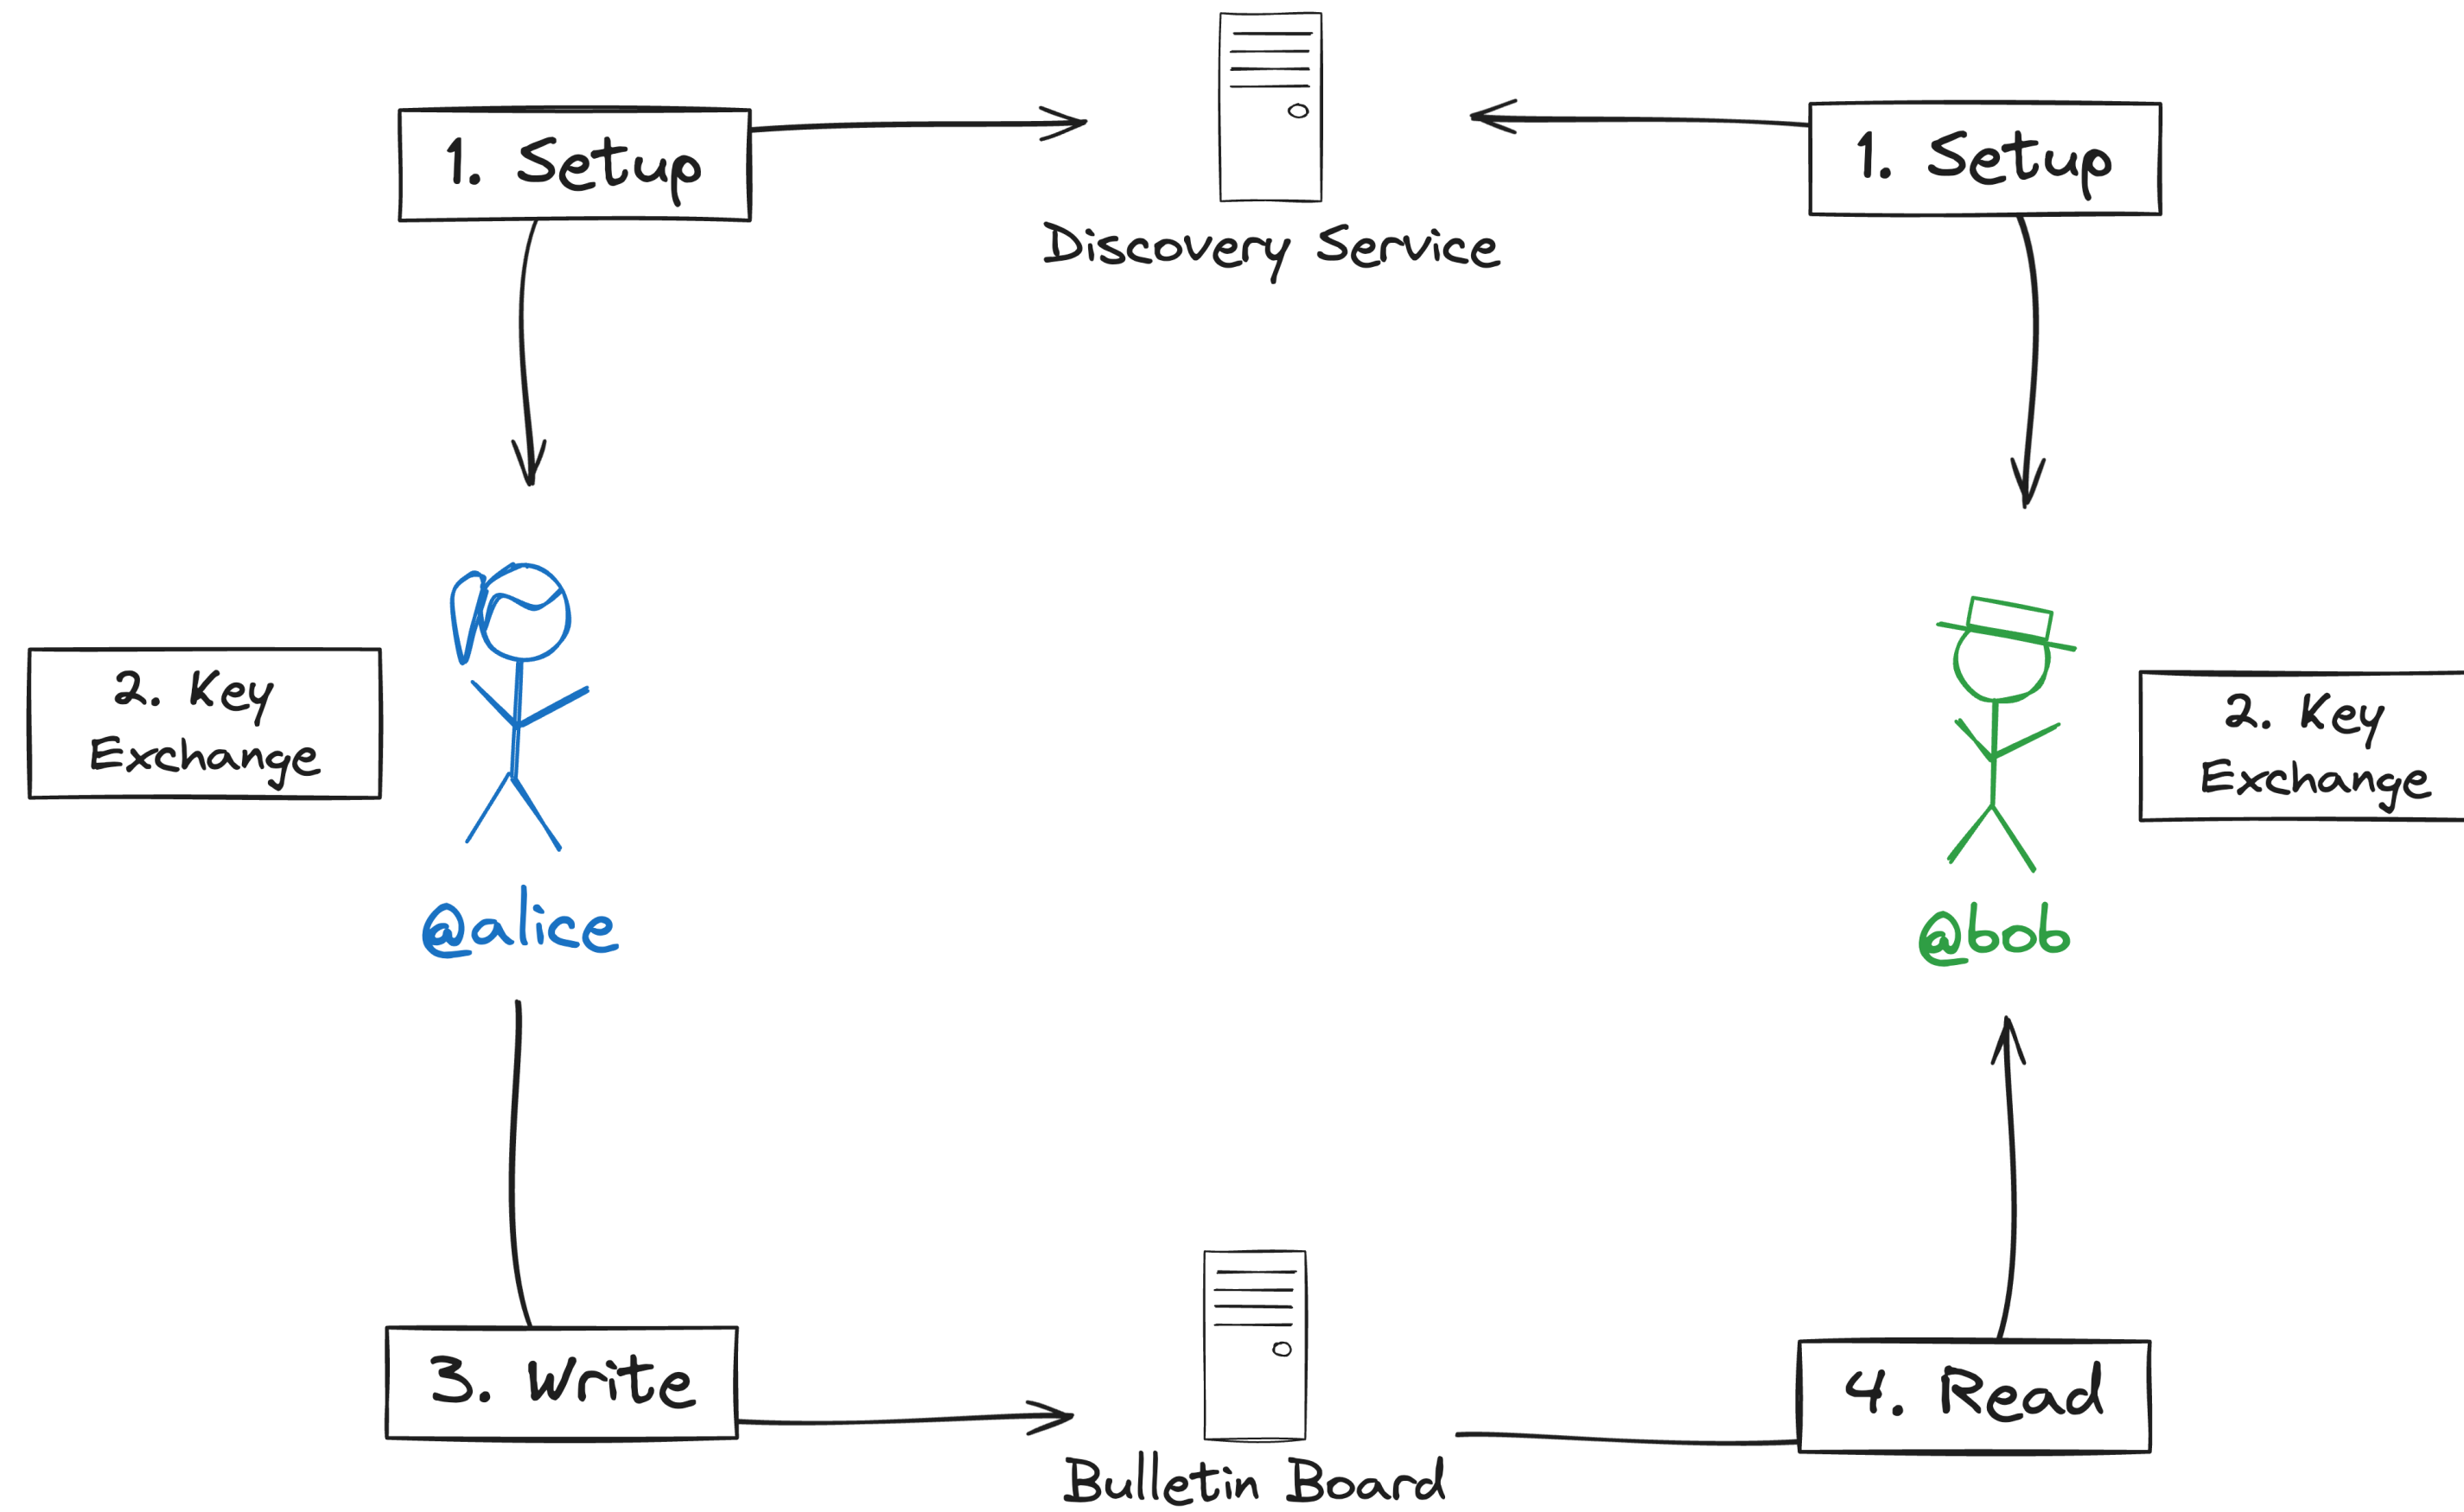 1. Setup
1. Setup
Discovery Service
2. Key
Exchange
2. Key
Exchange
@alice
@bob
3. Write
4. Read
Bulletin Board